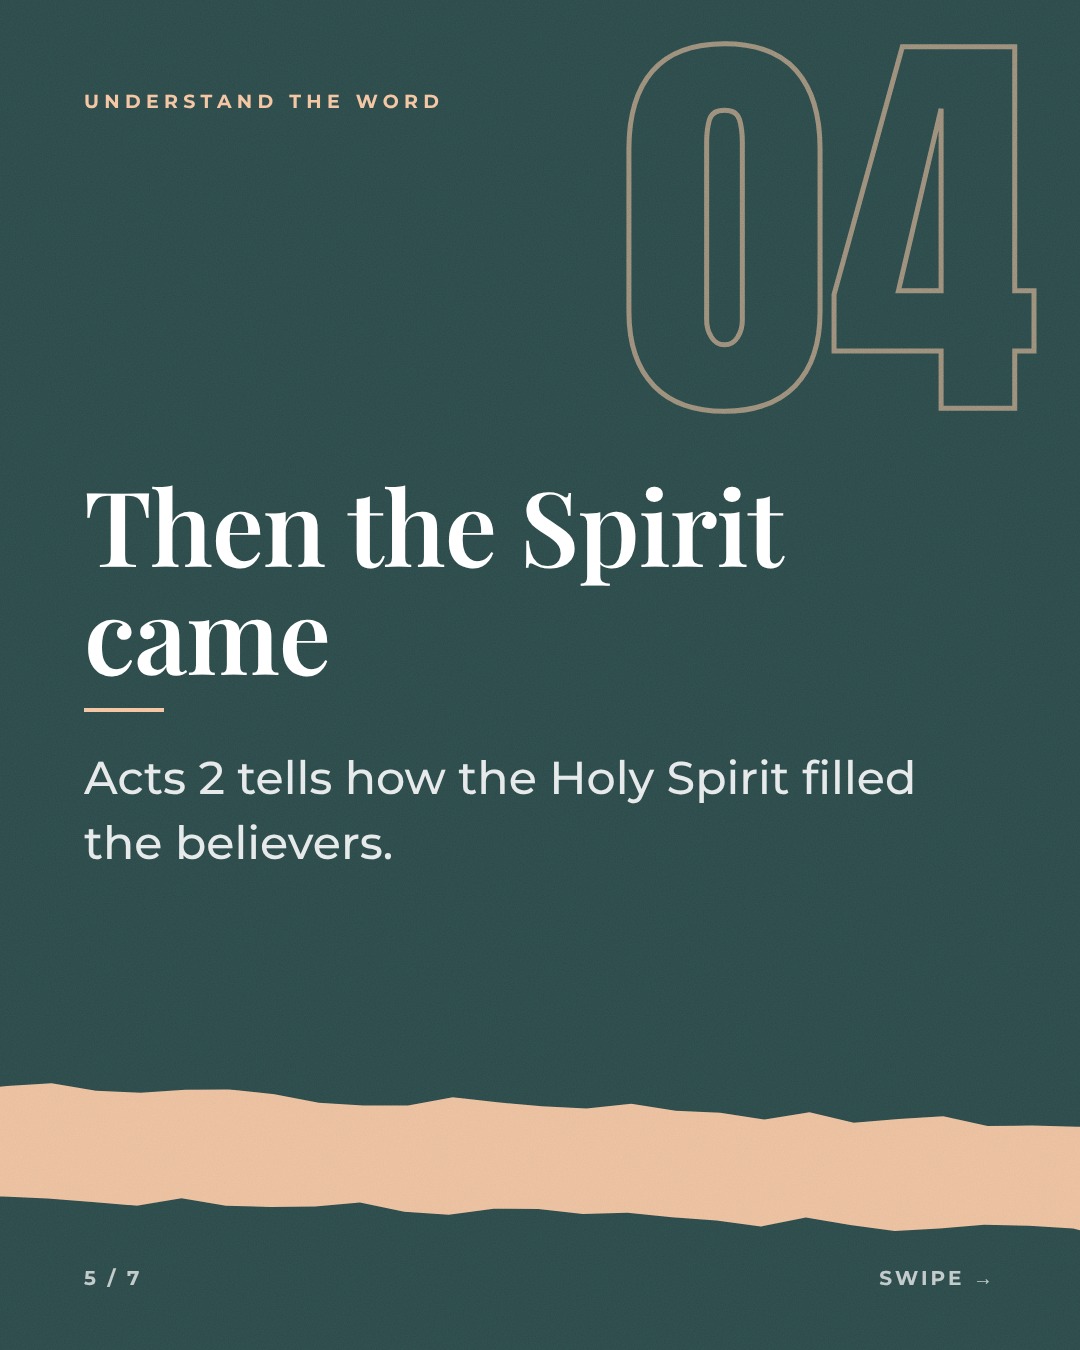 UNDERSTAND THE WORD
04
Then the Spirit
came
Acts 2 tells how the Holy Spirit filled
the believers.
5 / 7
SWIPE →